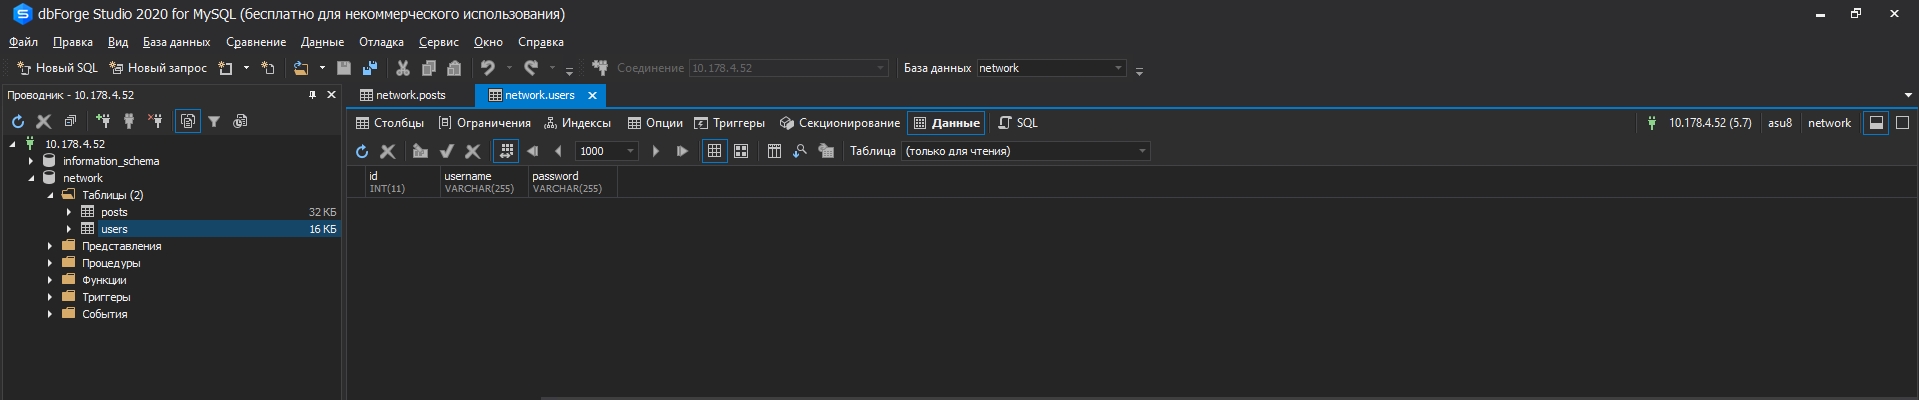 dbForge Studio 2020 for MySQL (бесплатно для некоммерческого использования)
Файл Правка Вид База данных Сравнение Данные Отладка Сервис Окно Справка
Новый SQL Новый запрос Соединение 10.178.4.52 База данных network
Проводник - 10.178.4.52
network.posts network.users
Столбцы Ограничения Индексы Опции Триггеры Секционирование Данные SQL 10.178.4.52 (5.7) asu8 network
1000 Таблица (только для чтения)
10.178.4.52
information_schema
network
Таблицы (2)
posts 32 КБ
users 16 КБ
Представления
Процедуры
Функции
Триггеры
События
id username password
INT(11) VARCHAR(255) VARCHAR(255)